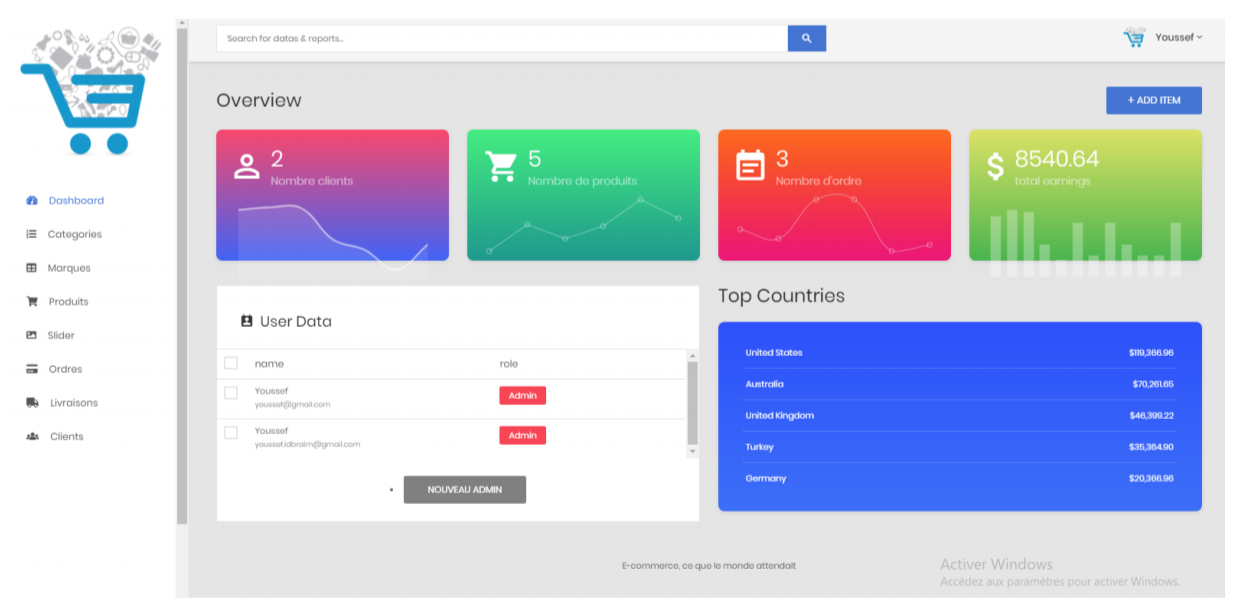 Search for datas & reports...
Youssef
Dashboard
Categories
Marques
Produits
Slider
Ordres
Livraisons
Clients
Overview
+ ADD ITEM
2
Nombre clients
5
Nombre de produits
3
Nombre d'ordre
8540.64
total earnings
User Data
name role
Youssef
youssef@gmail.com
Admin
Youssef
youssef.idbraim@gmail.com
Admin
NOUVEAU ADMIN
Top Countries
United States $119,366.96
Australia $70,261.65
United Kingdom $46,399.22
Turkey $35,364.90
Germany $20,366.96
E-commerce, ce que le monde attendait
Activer Windows
Accédez aux paramètres pour activer Windows.